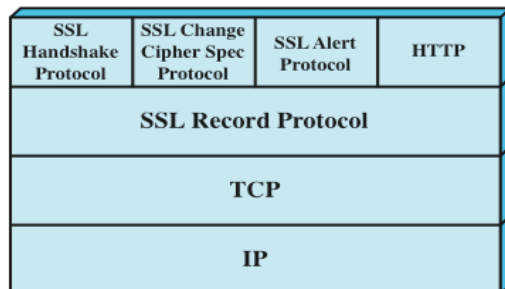 SSL
Handshake
Protocol
SSL Change
Cipher Spec
Protocol
SSL Alert
Protocol
HTTP
SSL Record Protocol
TCP
IP